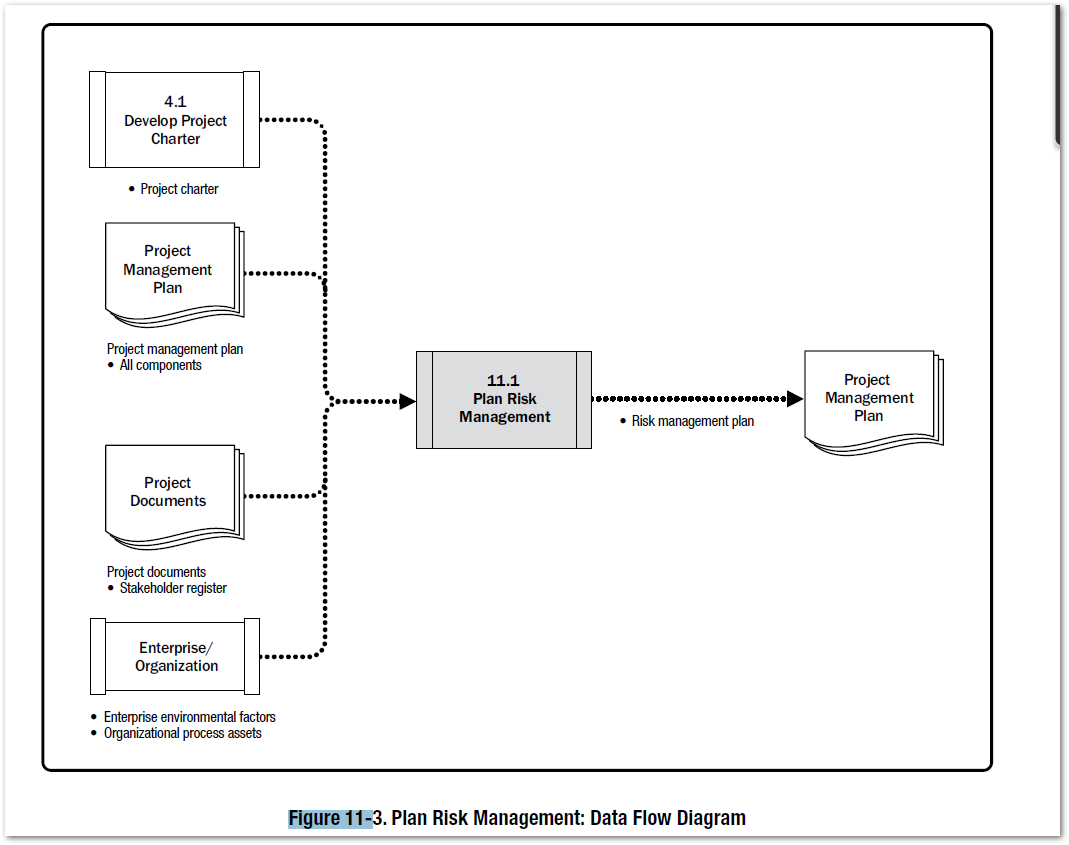 4.1
Develop Project
Charter
• Project charter
Project
Management
Plan
Project management plan
• All components
11.1
Plan Risk
Management
• Risk management plan
Project
Management
Plan
Project
Documents
Project documents
• Stakeholder register
Enterprise/
Organization
• Enterprise environmental factors
• Organizational process assets
Figure 11-3. Plan Risk Management: Data Flow Diagram